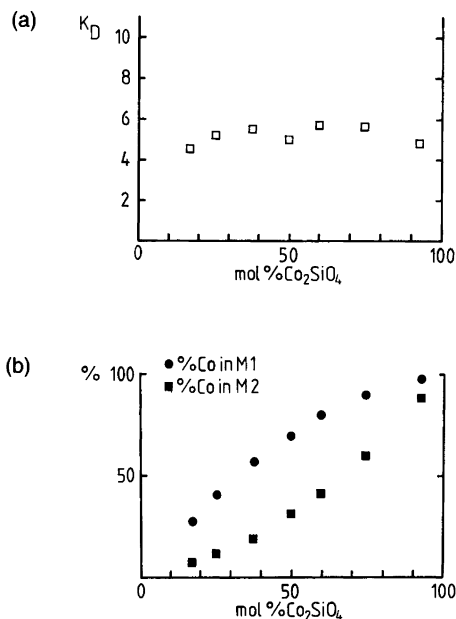 (a)
K_D
10
8
6
4
2
0 50 100
mol %Co₂SiO₄
(b)
%
● %Co in M1
■ %Co in M2
100
50
0 50 100
mol %Co₂SiO₄